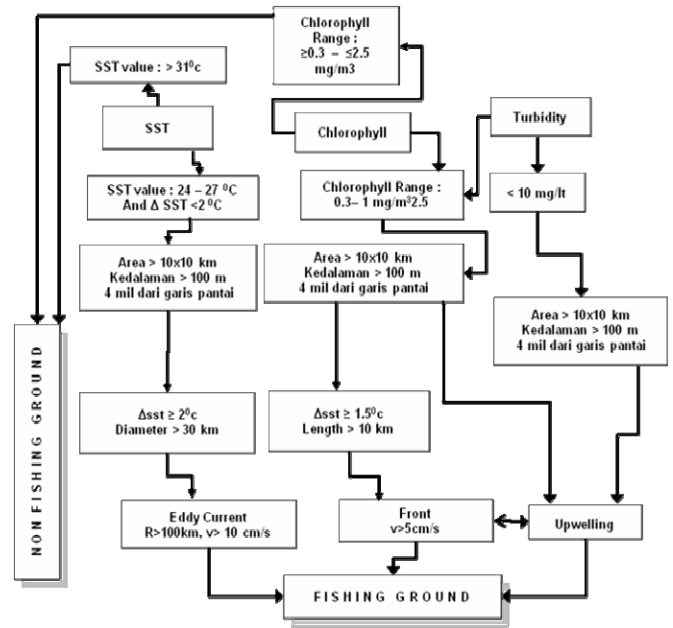 Chlorophyll
Range :
≥0.3 – ≤2.5
mg/m3
SST value : > 31⁰c
SST
Chlorophyll
Turbidity
SST value : 24 – 27 ⁰C
And Δ SST <2 ⁰C
Chlorophyll Range :
0.3– 1 mg/m³2.5
< 10 mg/lt
Area > 10x10 km
Kedalaman > 100 m
4 mil dari garis pantai
Area > 10x10 km
Kedalaman > 100 m
4 mil dari garis pantai
Area > 10x10 km
Kedalaman > 100 m
4 mil dari garis pantai
NON FISHING GROUND
Δsst ≥ 2⁰c
Diameter > 30 km
Δsst ≥ 1.5⁰c
Length > 10 km
Eddy Current
R>100km, v> 10 cm/s
Front
v>5cm/s
Upwelling
FISHING GROUND